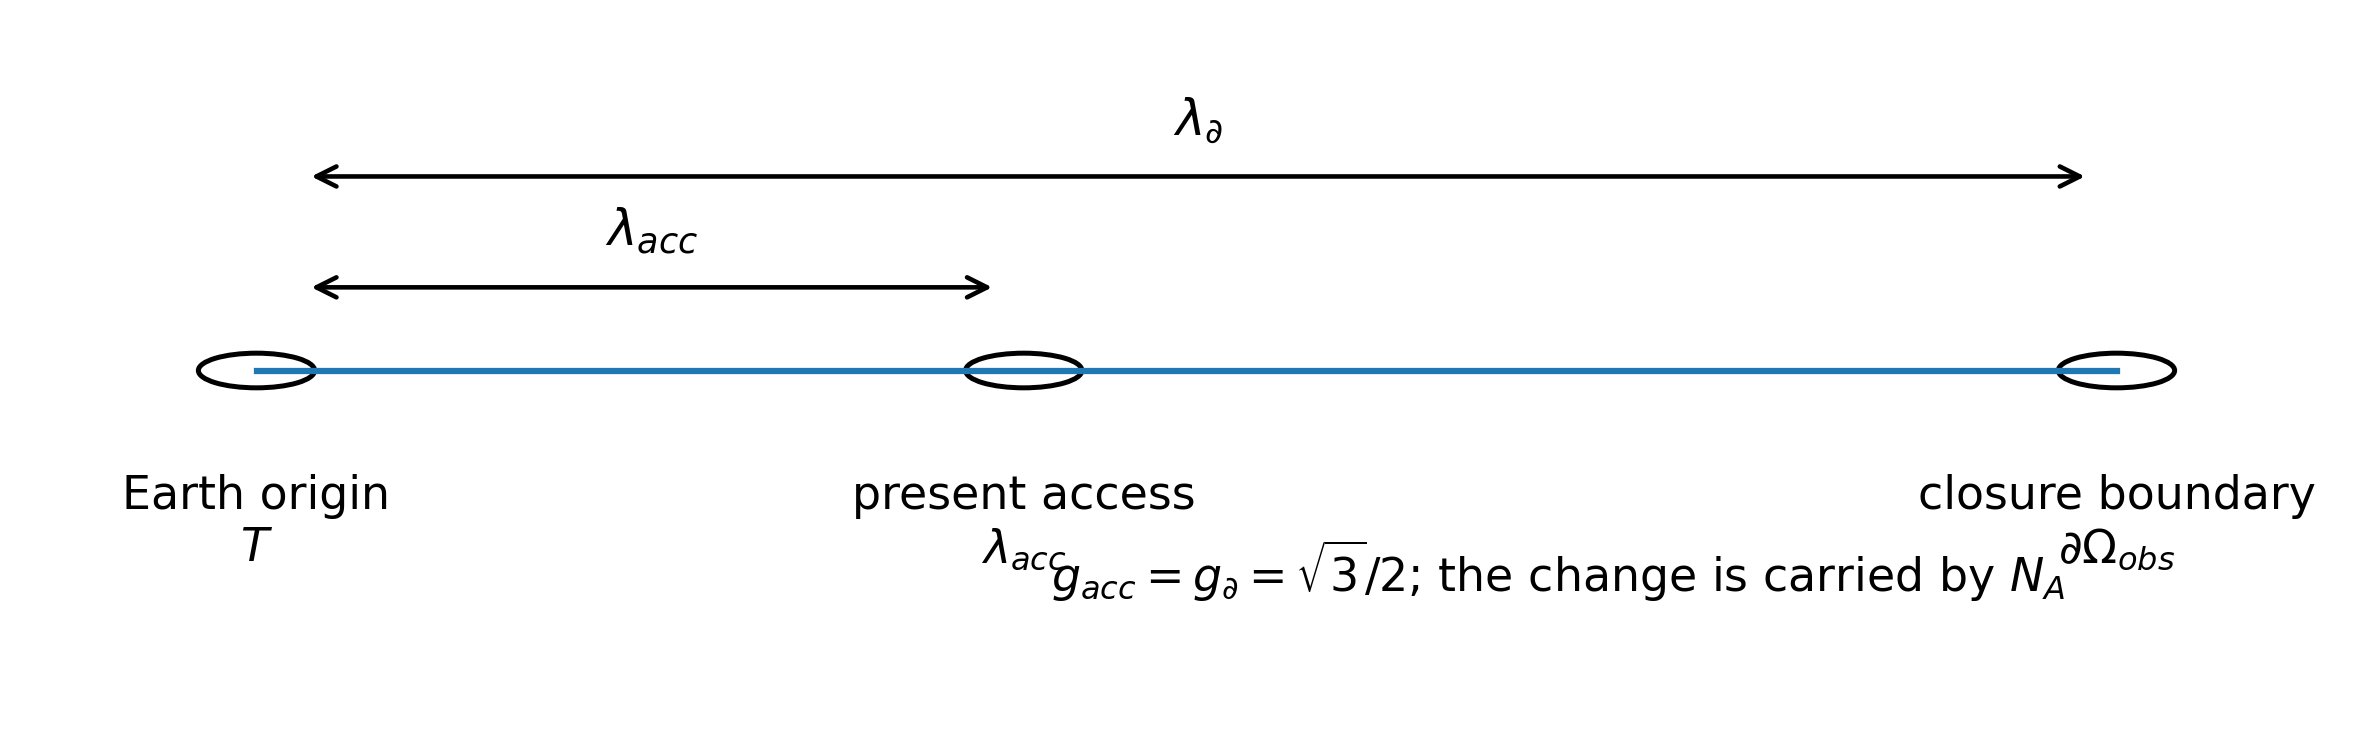 λ∂
λacc
Earth origin
T
present access
λacc
closure boundary
∂Ωobs
gacc = g∂ = √3/2; the change is carried by NA